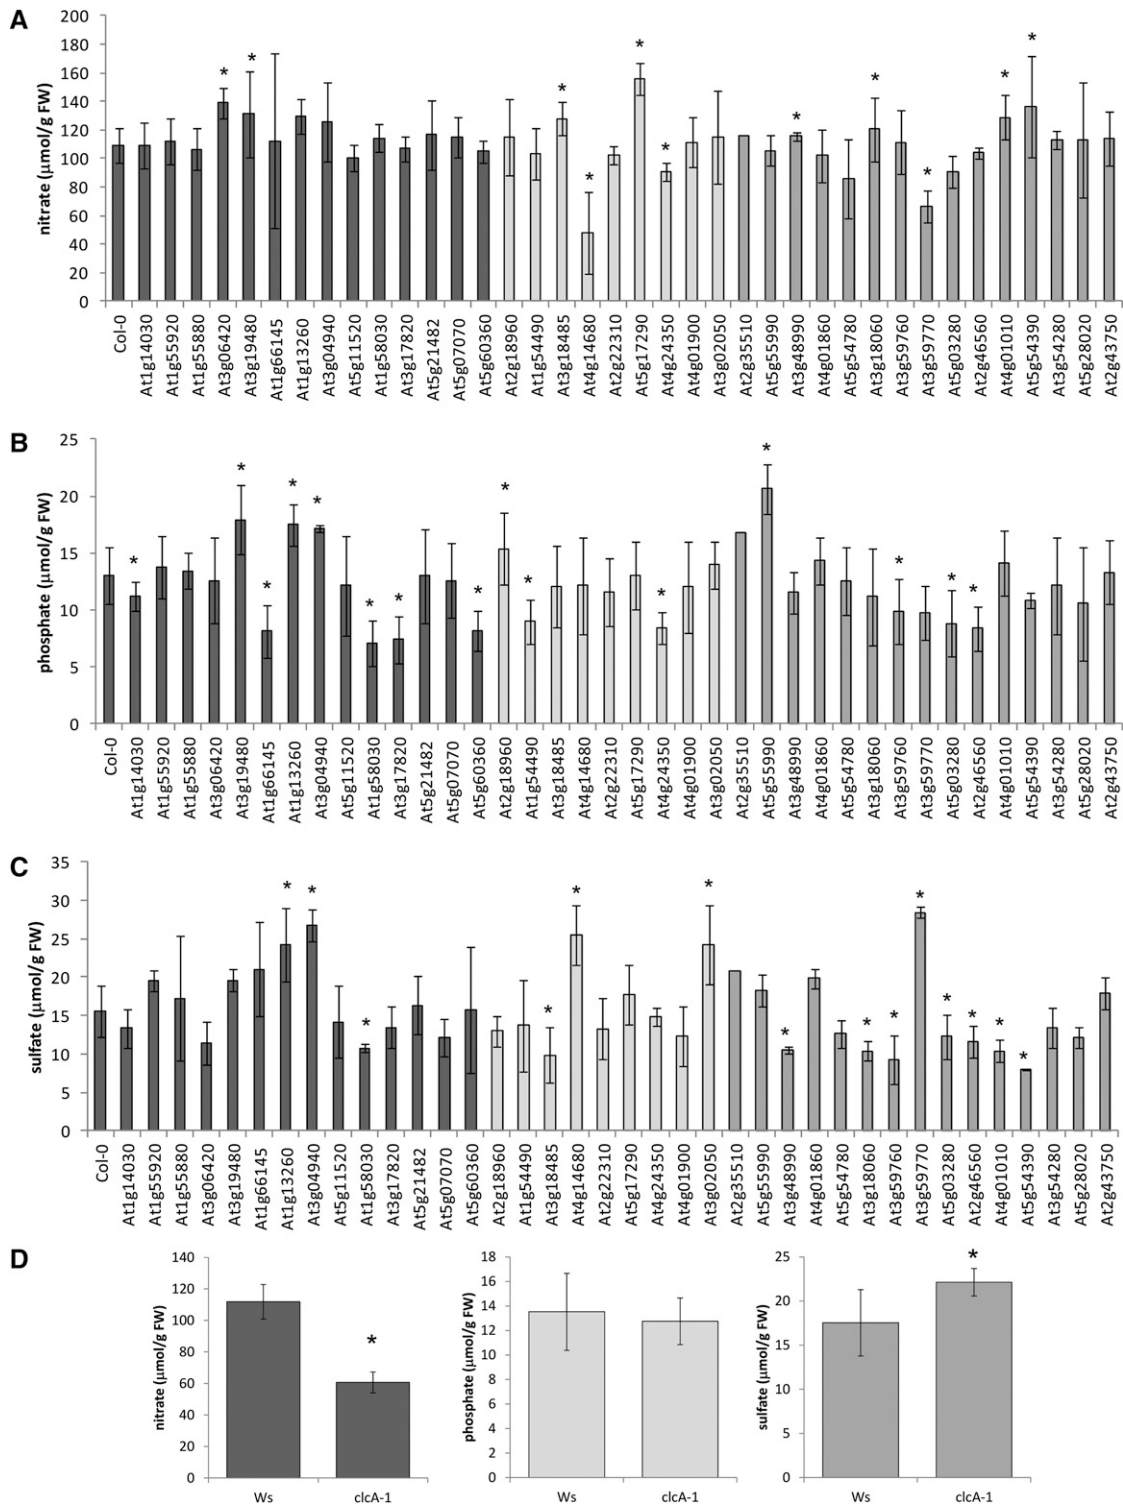 A
nitrate (µmol/g FW)
200
180
160
140
120
100
80
60
40
20
0
* * * * * * * * * * *
Col-0 At1g14030 At1g55920 At1g55880 At3g06420 At3g19480 At1g66145 At1g13260 At3g04940 At5g11520 At1g58030 At3g17820 At5g21482 At5g07070 At5g60360 At2g18960 At1g54490 At3g18485 At4g14680 At2g22310 At5g17290 At4g24350 At4g01900 At3g02050 At2g35510 At5g55990 At3g48990 At4g01860 At5g54780 At3g18060 At3g59760 At3g59770 At5g03280 At2g46560 At4g01010 At5g54390 At3g54280 At5g28020 At2g43750
B
phosphate (µmol/g FW)
25
20
15
10
5
0
* * * * * * * * * * * * * * *
Col-0 At1g14030 At1g55920 At1g55880 At3g06420 At3g19480 At1g66145 At1g13260 At3g04940 At5g11520 At1g58030 At3g17820 At5g21482 At5g07070 At5g60360 At2g18960 At1g54490 At3g18485 At4g14680 At2g22310 At5g17290 At4g24350 At4g01900 At3g02050 At2g35510 At5g55990 At3g48990 At4g01860 At5g54780 At3g18060 At3g59760 At3g59770 At5g03280 At2g46560 At4g01010 At5g54390 At3g54280 At5g28020 At2g43750
C
sulfate (µmol/g FW)
35
30
25
20
15
10
5
0
* * * * * * * * * * * * * *
Col-0 At1g14030 At1g55920 At1g55880 At3g06420 At3g19480 At1g66145 At1g13260 At3g04940 At5g11520 At1g58030 At3g17820 At5g21482 At5g07070 At5g60360 At2g18960 At1g54490 At3g18485 At4g14680 At2g22310 At5g17290 At4g24350 At4g01900 At3g02050 At2g35510 At5g55990 At3g48990 At4g01860 At5g54780 At3g18060 At3g59760 At3g59770 At5g03280 At2g46560 At4g01010 At5g54390 At3g54280 At5g28020 At2g43750
D
nitrate (µmol/g FW)
140
120
100
80
60
40
20
0
*
Ws clcA-1
phosphate (µmol/g FW)
18
16
14
12
10
8
6
4
2
0
Ws clcA-1
sulfate (µmol/g FW)
25
20
15
10
5
0
*
Ws clcA-1